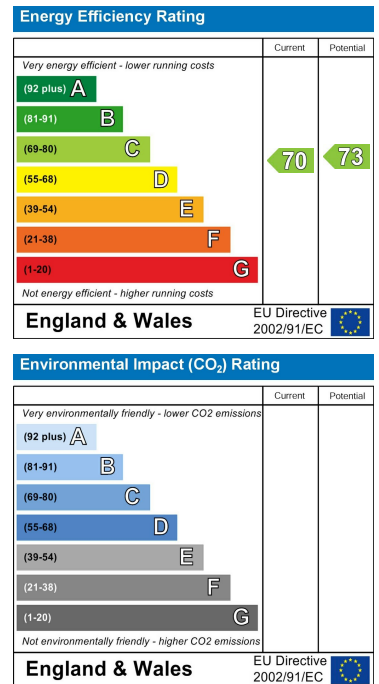 Energy Efficiency Rating
Current Potential
Very energy efficient - lower running costs
(92 plus) A
(81-91) B
(69-80) C
70 73
(55-68) D
(39-54) E
(21-38) F
(1-20) G
Not energy efficient - higher running costs
England & Wales
EU Directive
2002/91/EC
Environmental Impact (CO₂) Rating
Current Potential
Very environmentally friendly - lower CO2 emissions
(92 plus) A
(81-91) B
(69-80) C
(55-68) D
(39-54) E
(21-38) F
(1-20) G
Not environmentally friendly - higher CO2 emissions
England & Wales
EU Directive
2002/91/EC